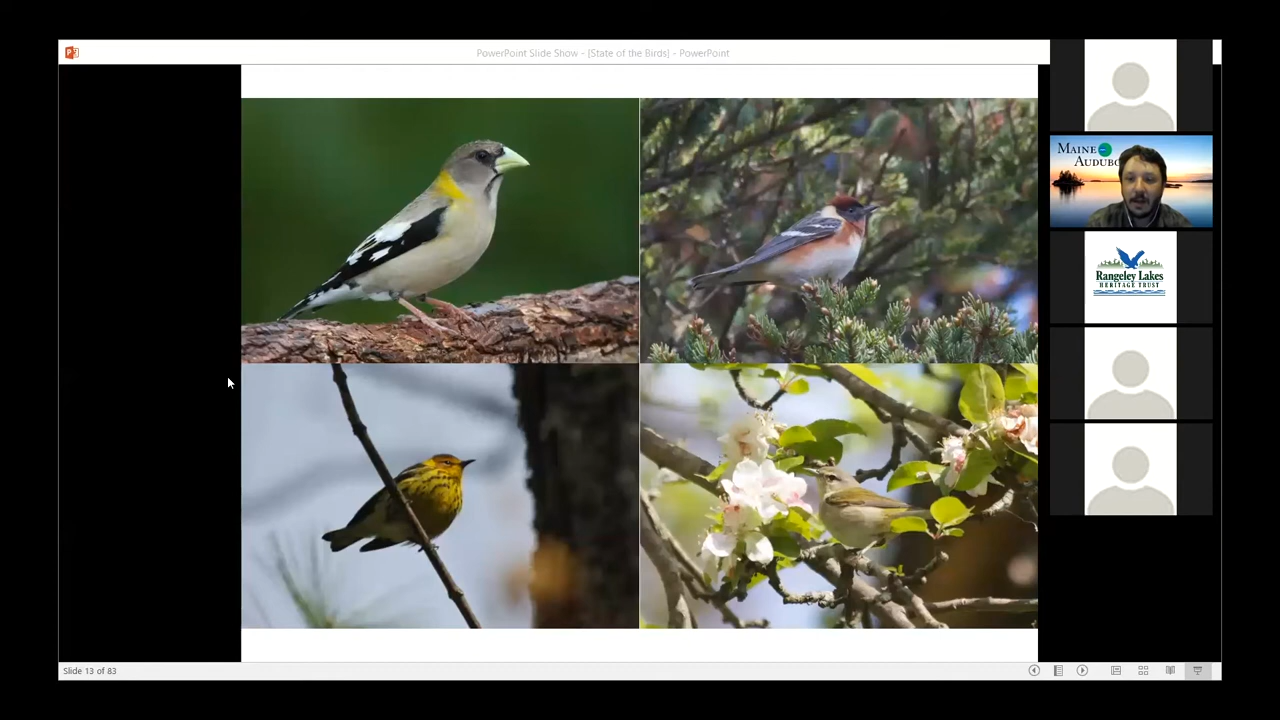 PowerPoint Slide Show - [State of the Birds] - PowerPoint
MAINE
AUDUBO
Rangeley Lakes
HERITAGE TRUST
Slide 13 of 83